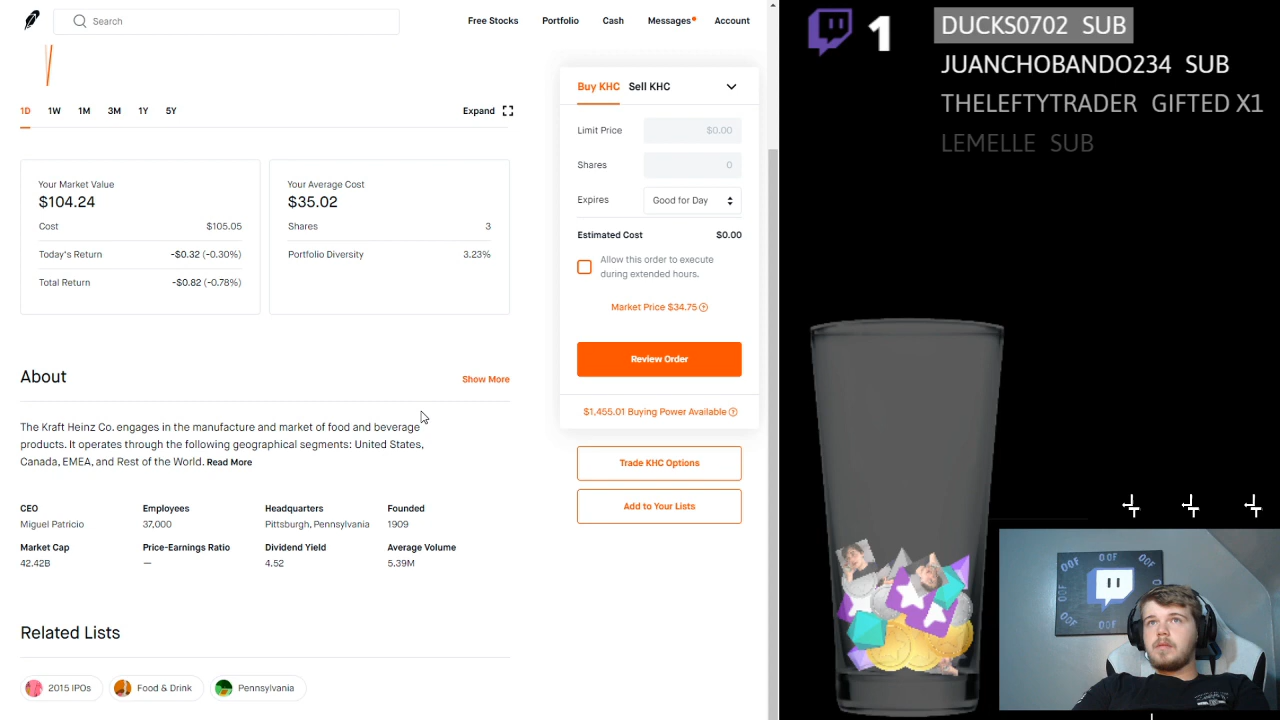 Search
Free Stocks
Portfolio
Cash
Messages
Account
1D
1W
1M
3M
1Y
5Y
Expand
Your Market Value
$104.24
Cost
$105.05
Today's Return
-$0.32 (-0.30%)
Total Return
-$0.82 (-0.78%)
Your Average Cost
$35.02
Shares
3
Portfolio Diversity
3.23%
About
Show More
The Kraft Heinz Co. engages in the manufacture and market of food and beverage
products. It operates through the following geographical segments: United States,
Canada, EMEA, and Rest of the World. Read More
CEO
Miguel Patricio
Employees
37,000
Headquarters
Pittsburgh, Pennsylvania
Founded
1909
Market Cap
42.42B
Price-Earnings Ratio
—
Dividend Yield
4.52
Average Volume
5.39M
Related Lists
2015 IPOs
Food & Drink
Pennsylvania
Buy KHC
Sell KHC
Limit Price
$0.00
Shares
0
Expires
Good for Day
Estimated Cost
$0.00
Allow this order to execute
during extended hours.
Market Price $34.75
Review Order
$1,455.01 Buying Power Available
Trade KHC Options
Add to Your Lists
1
DUCKS0702 SUB
JUANCHOBANDO234 SUB
THELEFTYTRADER GIFTED X1
LEMELLE SUB
OOF OOF OOF
OOF
OOF
OOF